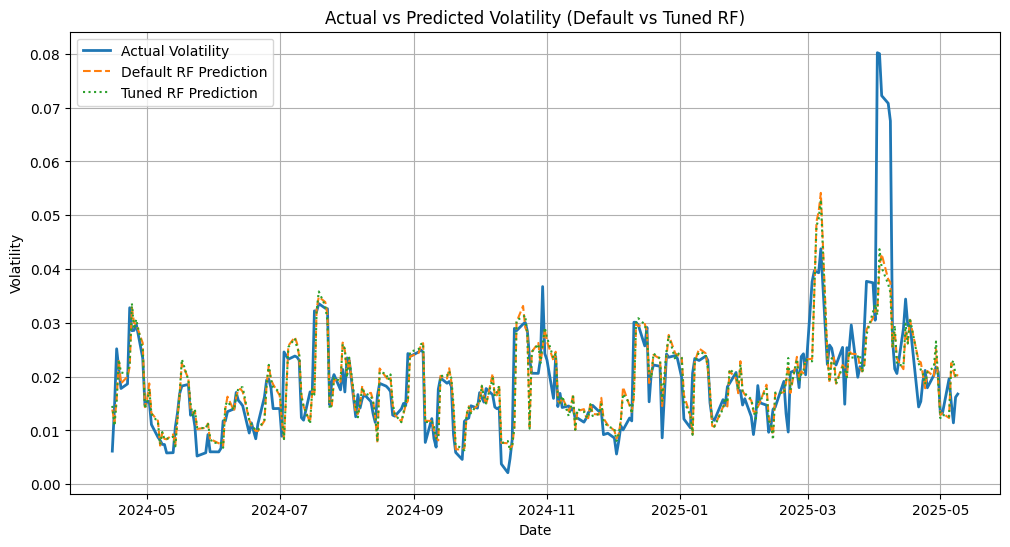 Actual vs Predicted Volatility (Default vs Tuned RF)
Actual Volatility
Default RF Prediction
Tuned RF Prediction
Volatility
0.08
0.07
0.06
0.05
0.04
0.03
0.02
0.01
0.00
2024-05 2024-07 2024-09 2024-11 2025-01 2025-03 2025-05
Date